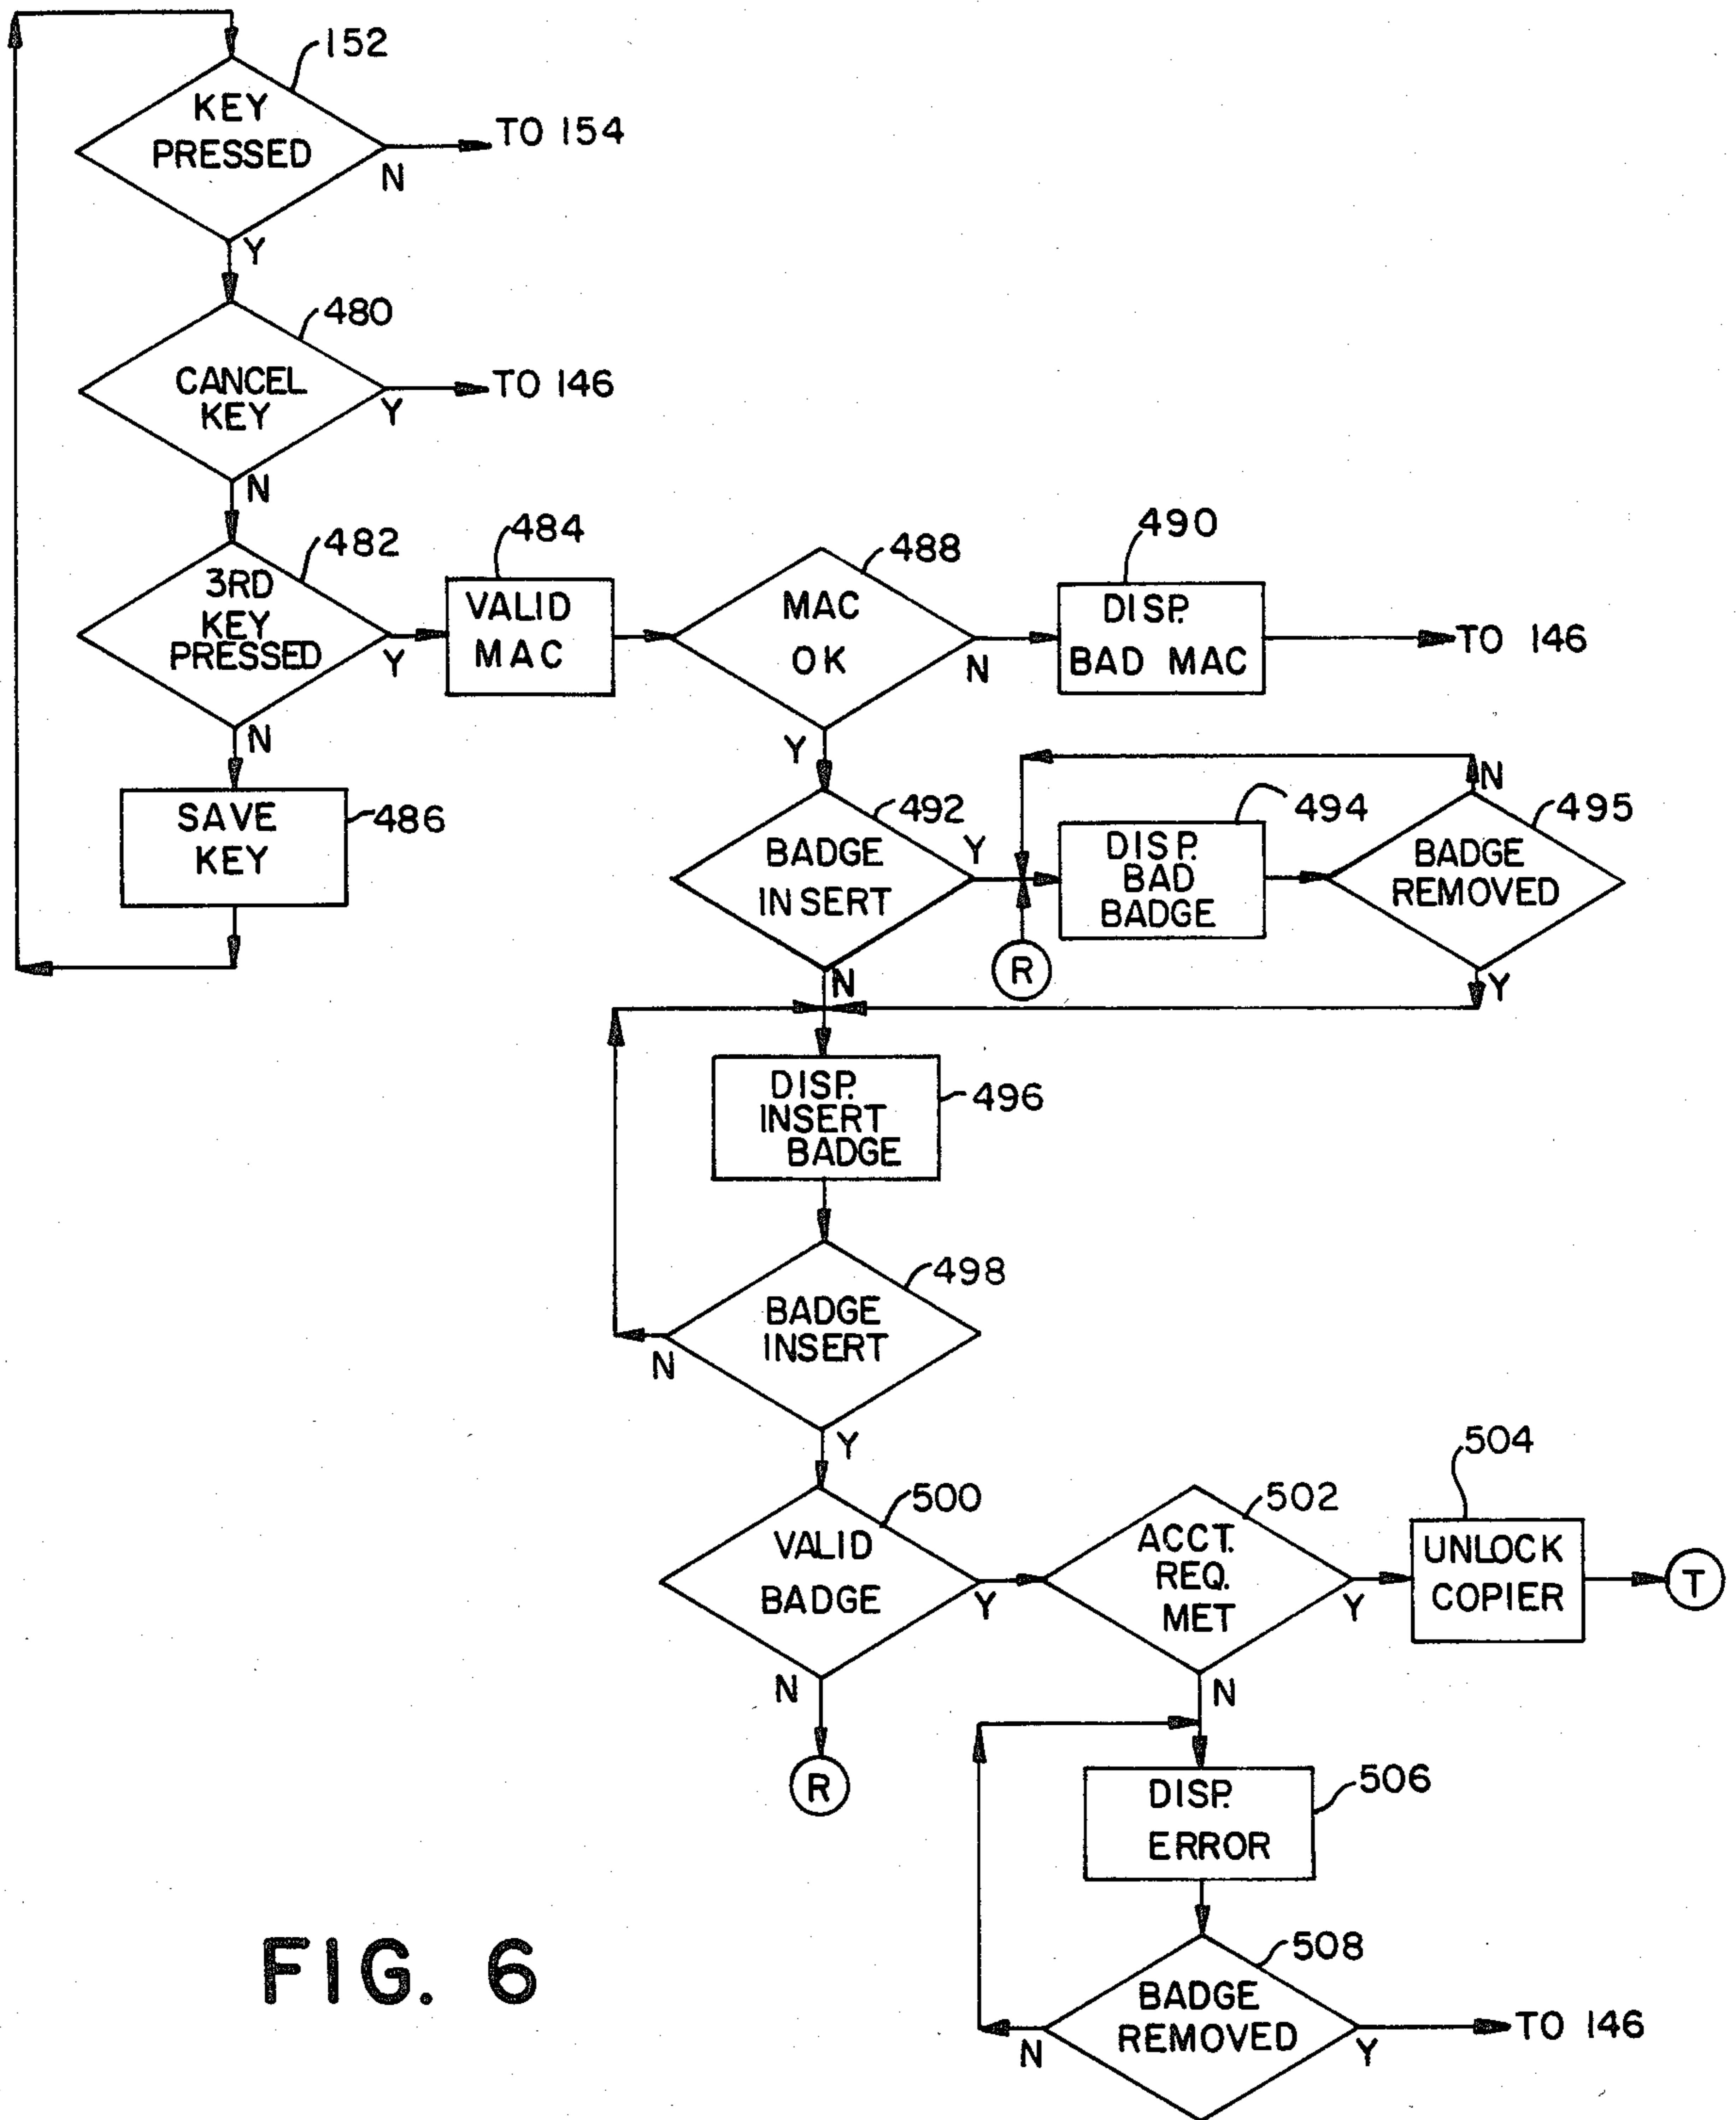 152
KEY
PRESSED
TO 154
N
Y
480
CANCEL
KEY
TO 146
Y
N
482
3RD
KEY
PRESSED
Y
N
484
VALID
MAC
488
MAC
OK
N
Y
490
DISP.
BAD MAC
TO 146
SAVE
KEY
486
492
BADGE
INSERT
Y
N
R
494
DISP.
BAD
BADGE
N
495
BADGE
REMOVED
Y
DISP.
INSERT
BADGE
496
498
BADGE
INSERT
N
Y
500
VALID
BADGE
Y
N
R
502
ACCT.
REQ.
MET
Y
N
504
UNLOCK
COPIER
T
DISP.
ERROR
506
508
BADGE
REMOVED
N
Y
TO 146
FIG. 6